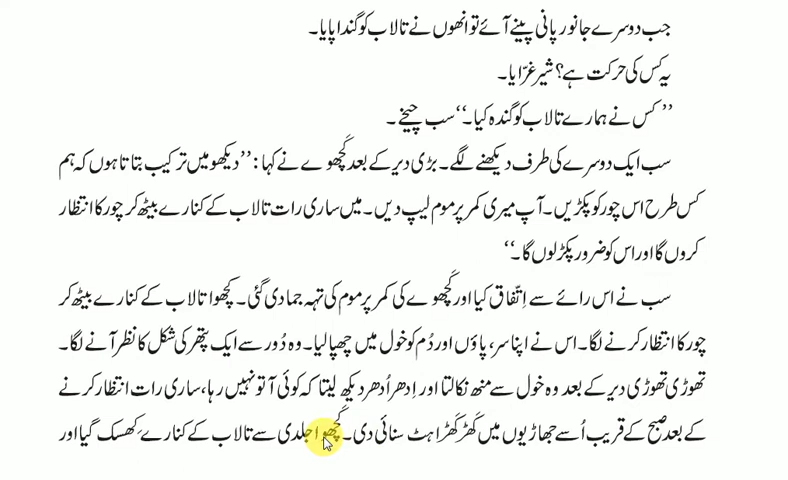 جب دوسرے جانور پانی پینے آئے تو انھوں نے تالاب کو گندا پایا۔
یہ کس کی حرکت ہے؟ شیر غرّایا۔
”کس نے ہمارے تالاب کو گندہ کیا۔“ سب چیخے۔
سب ایک دوسرے کی طرف دیکھنے لگے۔ بڑی دیر کے بعد کَچھوے نے کہا: ”دیکھو میں ترکیب بتاتا ہوں کہ ہم
کس طرح اس چور کو پکڑیں۔ آپ میری کمر پر موم لیپ دیں۔ میں ساری رات تالاب کے کنارے بیٹھ کر چور کا انتظار
کروں گا اور اس کو ضرور پکڑ لوں گا۔“
سب نے اس رائے سے اِتّفاق کیا اور کَچھوے کی کمر پر موم کی تہہ جما دی گئی۔ کچھوا تالاب کے کنارے بیٹھ کر
چور کا انتظار کرنے لگا۔ اس نے اپنا سر، پاؤں اور دُم کو خول میں چھپا لیا۔ وہ دُور سے ایک پتھر کی شکل کا نظر آنے لگا۔
تھوڑی تھوڑی دیر کے بعد وہ خول سے منھ نکالتا اور اِدھر اُدھر دیکھ لیتا کہ کوئی آ تو نہیں رہا، ساری رات انتظار کرنے
کے بعد صبح کے قریب اُسے جھاڑیوں میں کَھڑ کَھڑاہٹ سنائی دی۔ کَچھوا جلدی سے تالاب کے کنارے کِھسک گیا اور